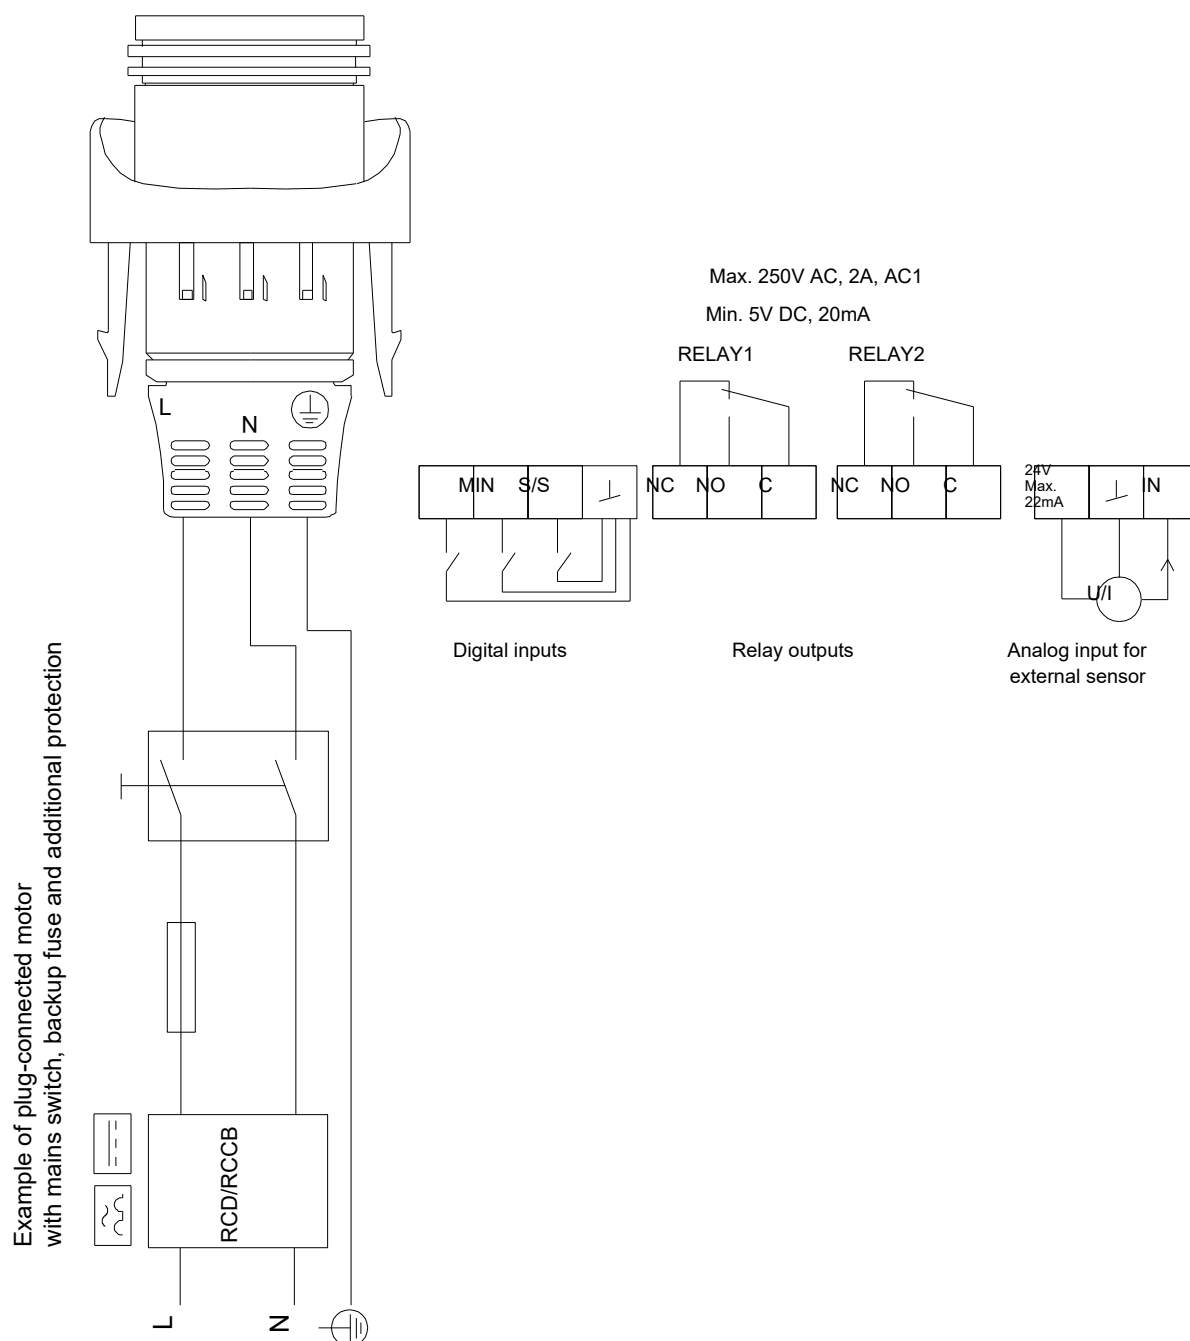 Max. 250V AC, 2A, AC1
Min. 5V DC, 20mA
RELAY1 RELAY2
L
N
MIN S/S NC NO C NC NO C 24V IN
Max.
22mA
U/I
Digital inputs Relay outputs Analog input for
external sensor
Example of plug-connected motor
with mains switch, backup fuse and additional protection
RCD/RCCB
L N